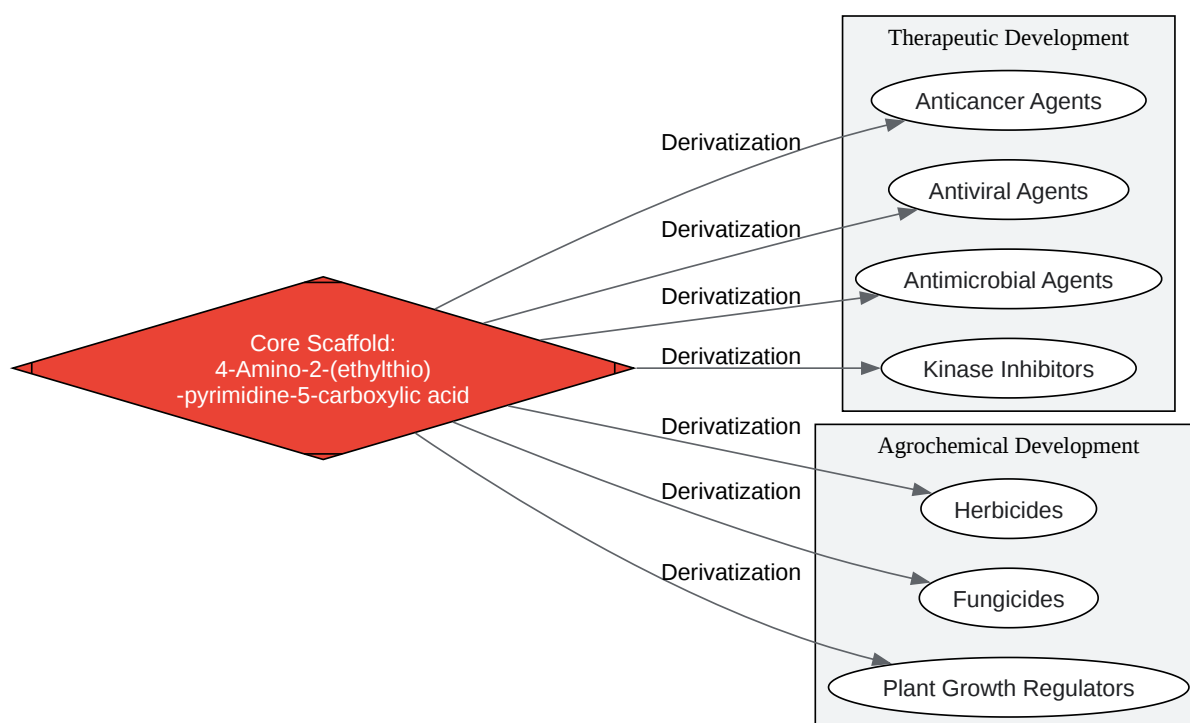 Therapeutic Development
Anticancer Agents
Derivatization
Antiviral Agents
Derivatization
Antimicrobial Agents
Derivatization
Core Scaffold:
4-Amino-2-(ethylthio)
-pyrimidine-5-carboxylic acid
Derivatization
Kinase Inhibitors
Derivatization
Agrochemical Development
Derivatization
Herbicides
Derivatization
Fungicides
Plant Growth Regulators